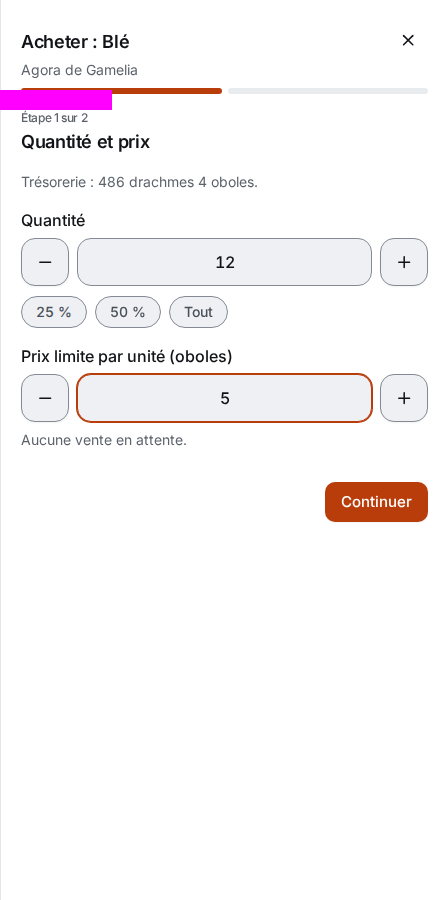 Acheter : Blé
Agora de Gamelia
Étape 1 sur 2
Quantité et prix
Trésorerie : 486 drachmes 4 oboles.
Quantité
12
25 %
50 %
Tout
Prix limite par unité (oboles)
5
Aucune vente en attente.
Continuer